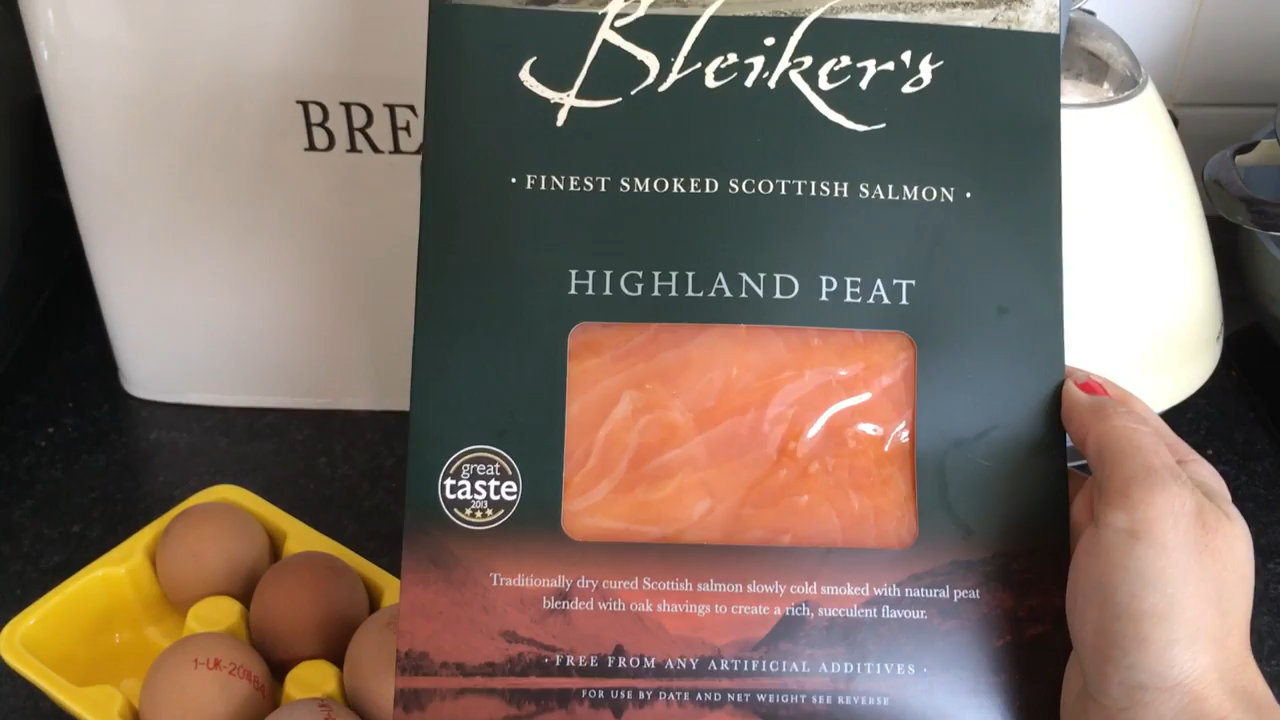 Bleiker's
BRE
· FINEST SMOKED SCOTTISH SALMON ·
HIGHLAND PEAT
great
taste
2013
Traditionally dry cured Scottish salmon slowly cold smoked with natural peat
blended with oak shavings to create a rich, succulent flavour.
· FREE FROM ANY ARTIFICIAL ADDITIVES ·
FOR USE BY DATE AND NET WEIGHT SEE REVERSE